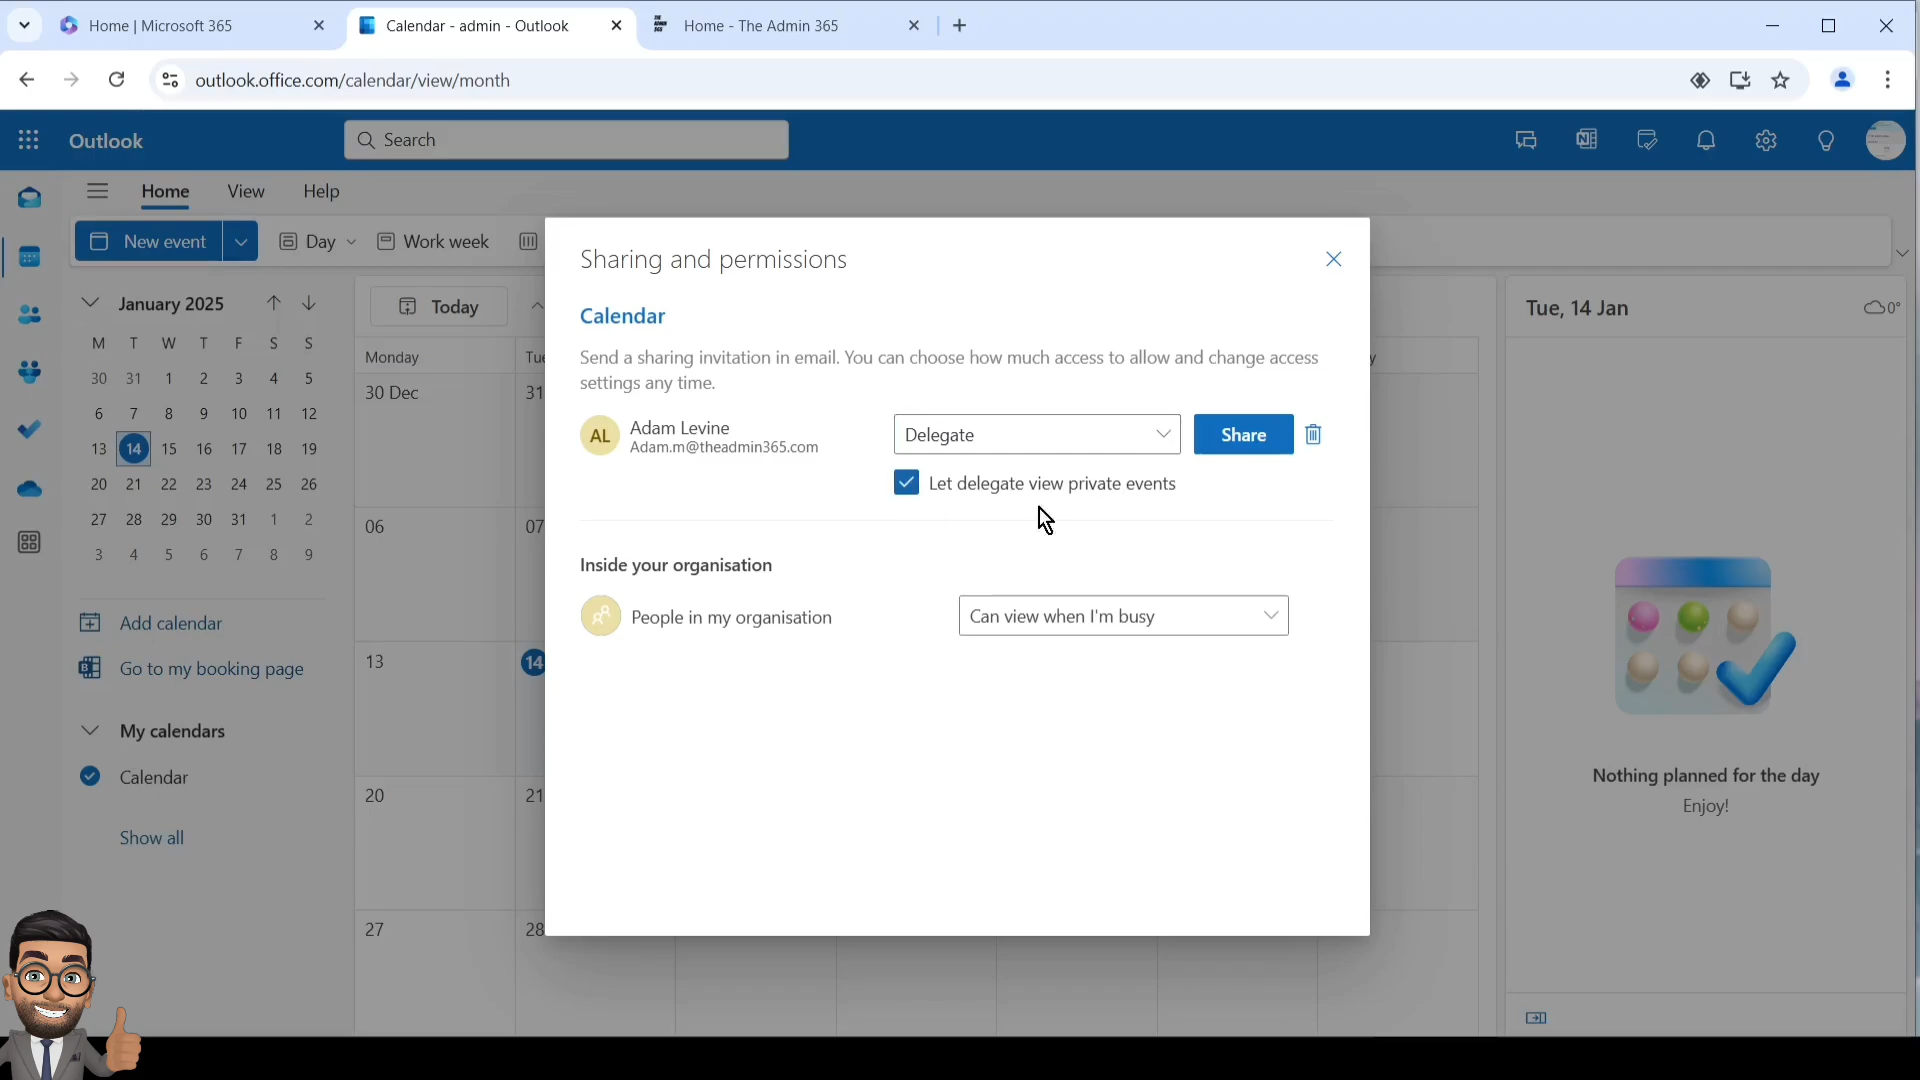 Home | Microsoft 365
Calendar - admin - Outlook
Home - The Admin 365
outlook.office.com/calendar/view/month
Outlook
Search
Home View Help
New event
Day
Work week
January 2025
M T W T F S S
30 31 1 2 3 4 5
6 7 8 9 10 11 12
13 14 15 16 17 18 19
20 21 22 23 24 25 26
27 28 29 30 31 1 2
3 4 5 6 7 8 9
Add calendar
Go to my booking page
My calendars
Calendar
Show all
Today
Monday Tue
30 Dec 31
06 07
13 14
20 21
27 28
Sharing and permissions
Calendar
Send a sharing invitation in email. You can choose how much access to allow and change access
settings any time.
AL
Adam Levine
Adam.m@theadmin365.com
Delegate
Share
Let delegate view private events
Inside your organisation
People in my organisation
Can view when I'm busy
y
Tue, 14 Jan
0°
Nothing planned for the day
Enjoy!